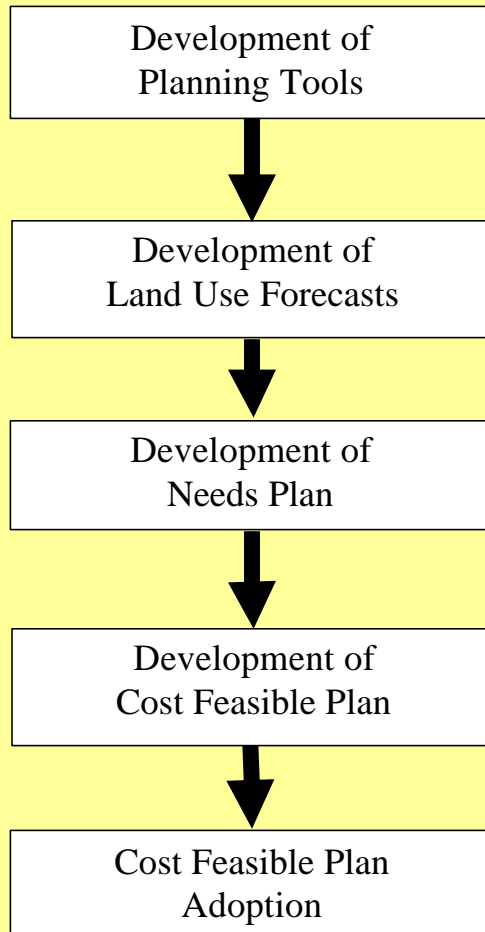 Development of
Planning Tools
Development of
Land Use Forecasts
Development of
Needs Plan
Development of
Cost Feasible Plan
Cost Feasible Plan
Adoption